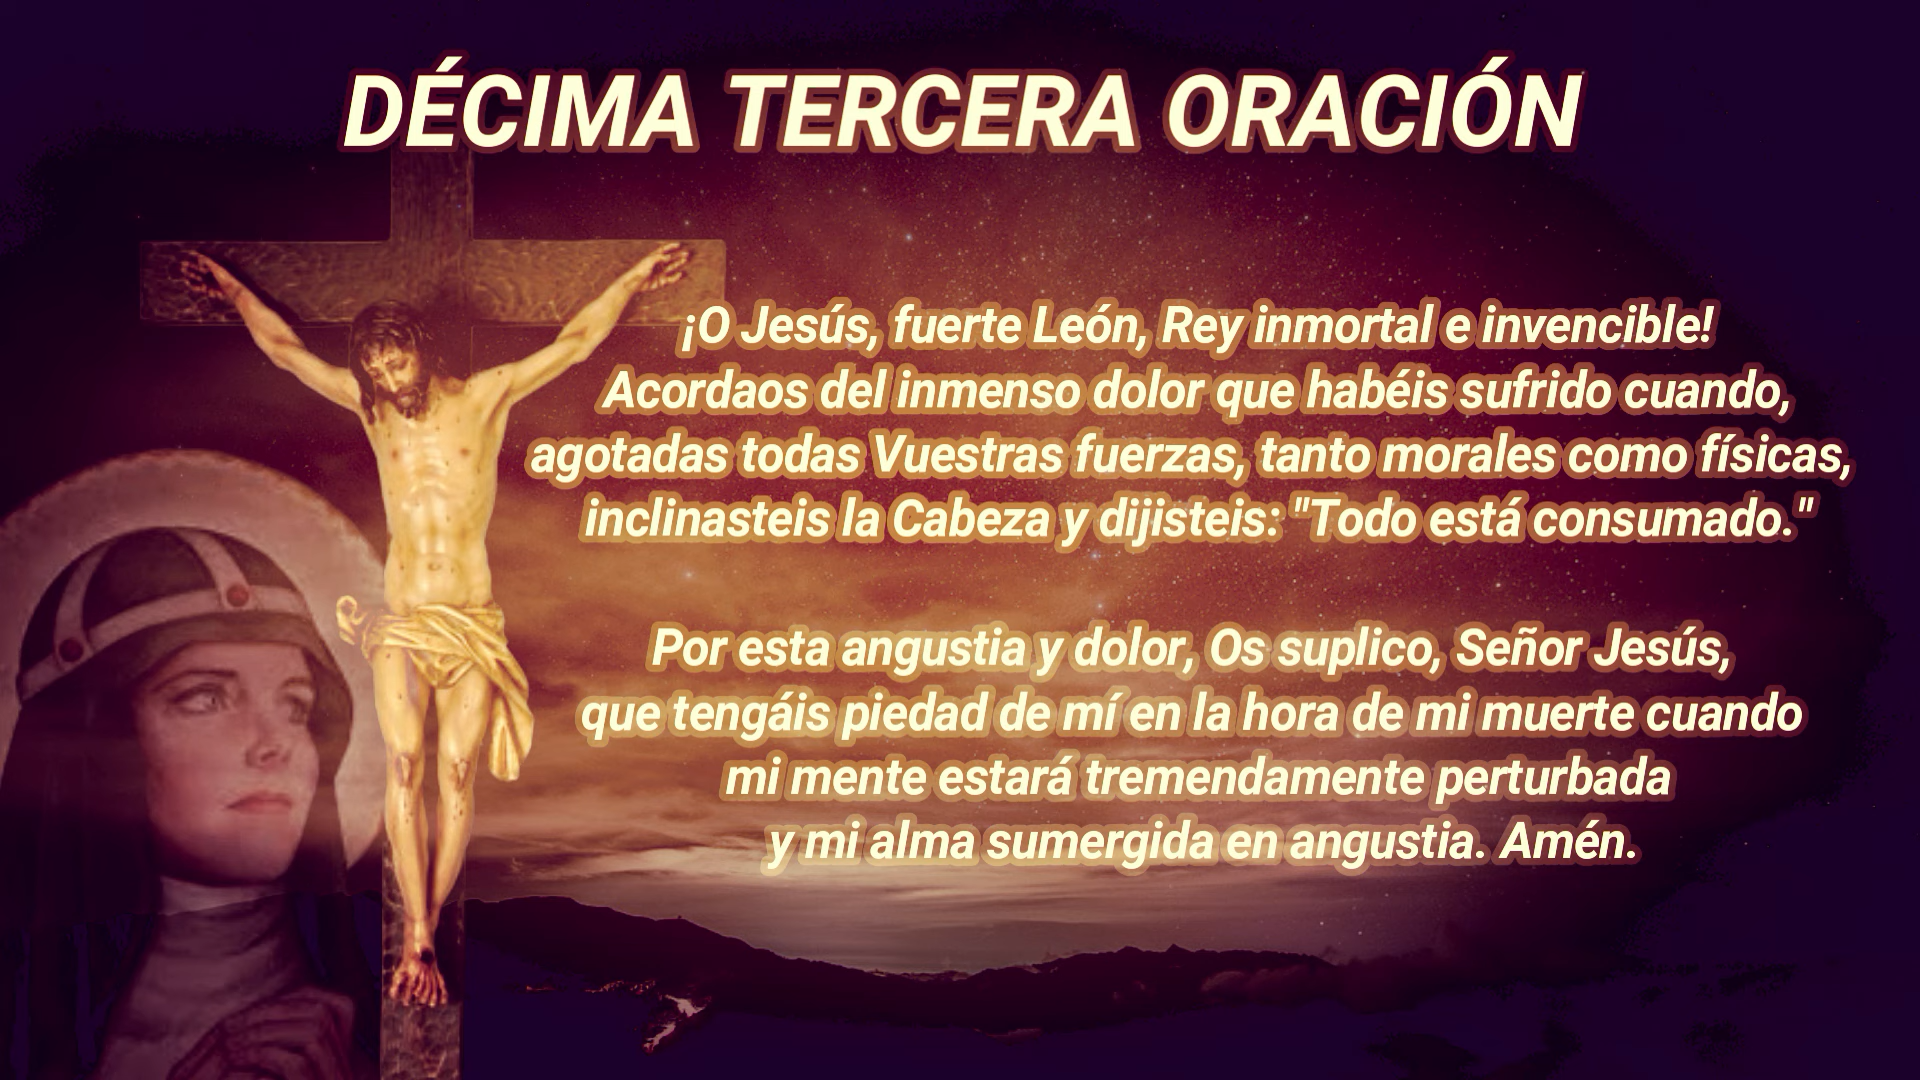 DÉCIMA TERCERA ORACIÓN
¡O Jesús, fuerte León, Rey inmortal e invencible!
Acordaos del inmenso dolor que habéis sufrido cuando,
agotadas todas Vuestras fuerzas, tanto morales como físicas,
inclinasteis la Cabeza y dijisteis: "Todo está consumado."
Por esta angustia y dolor, Os suplico, Señor Jesús,
que tengáis piedad de mí en la hora de mi muerte cuando
mi mente estará tremendamente perturbada
y mi alma sumergida en angustia. Amén.